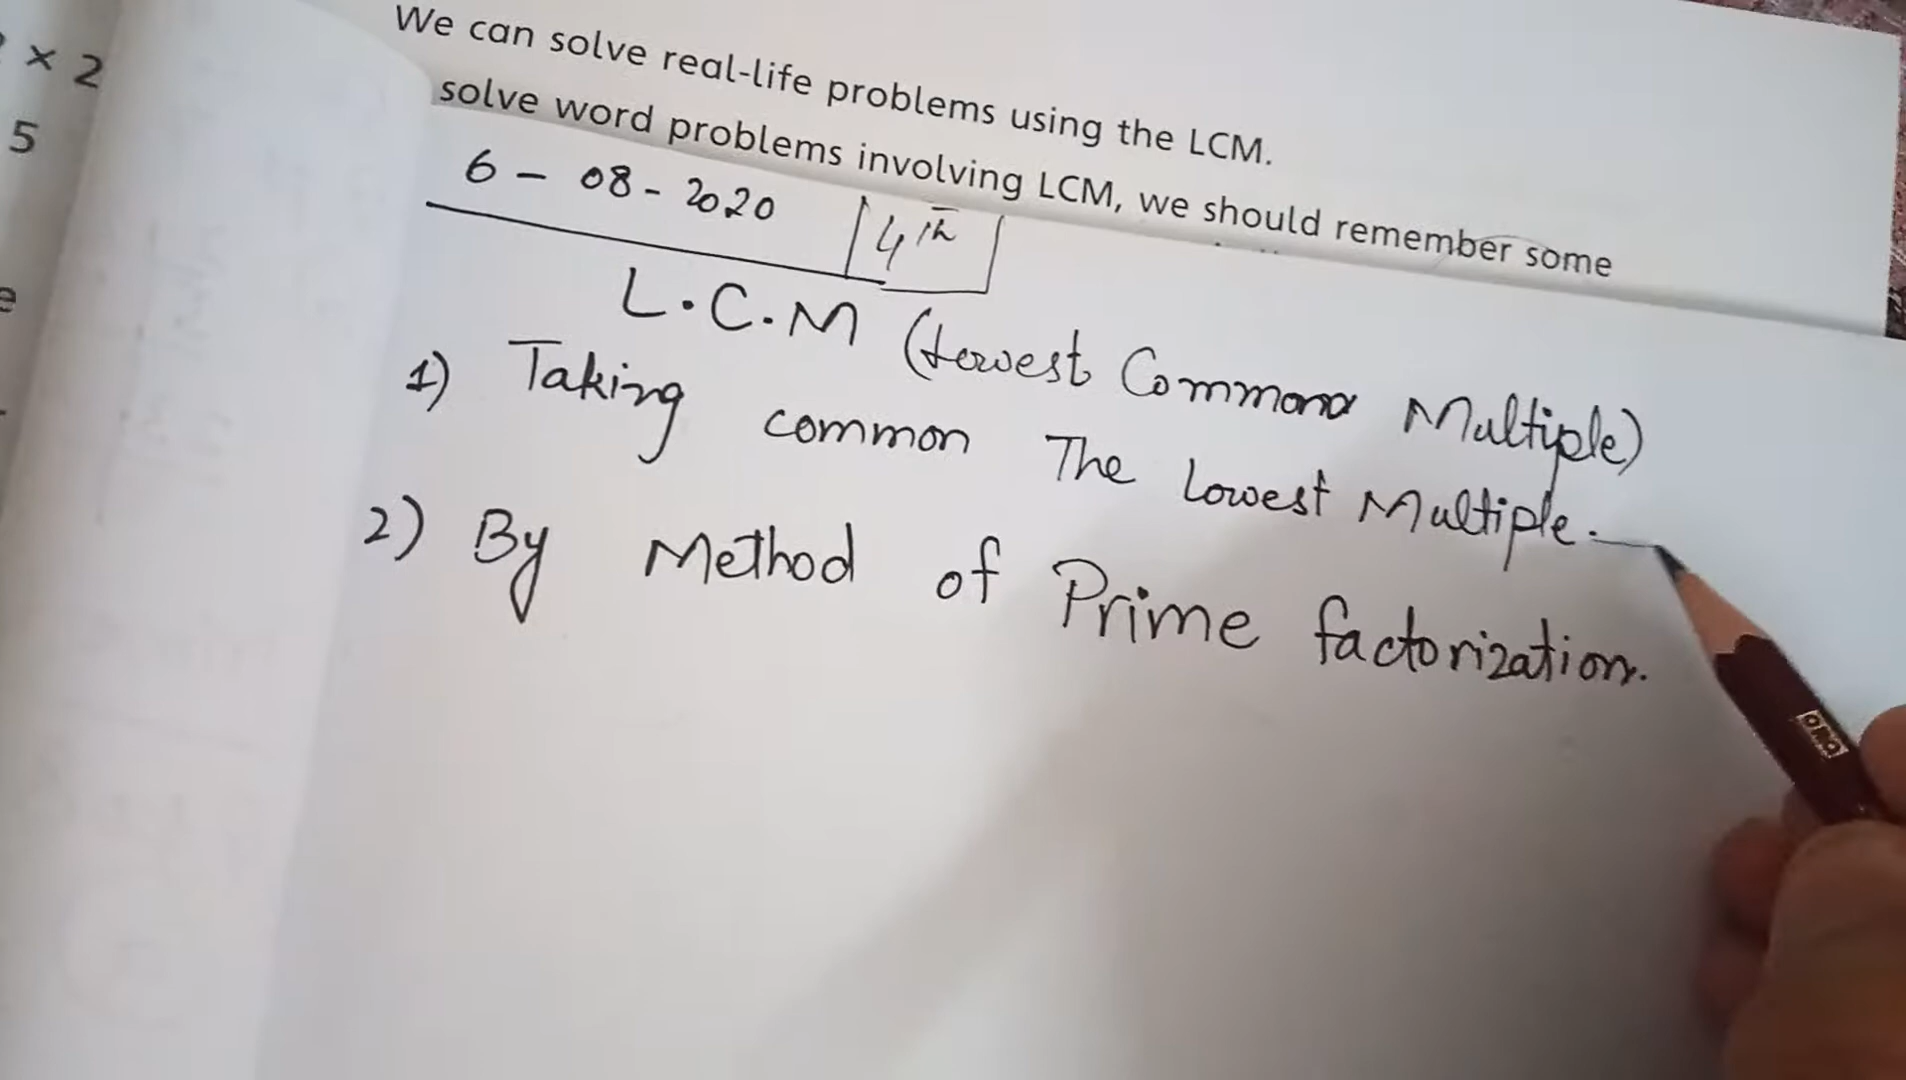 We can solve real-life problems using the LCM.
solve word problems involving LCM, we should remember some
6 - 08 - 2020
4th
L.C.M (Lowest Common Multiple)
1) Taking common The Lowest Multiple.
2) By Method of Prime factorization.
× 2
5
e